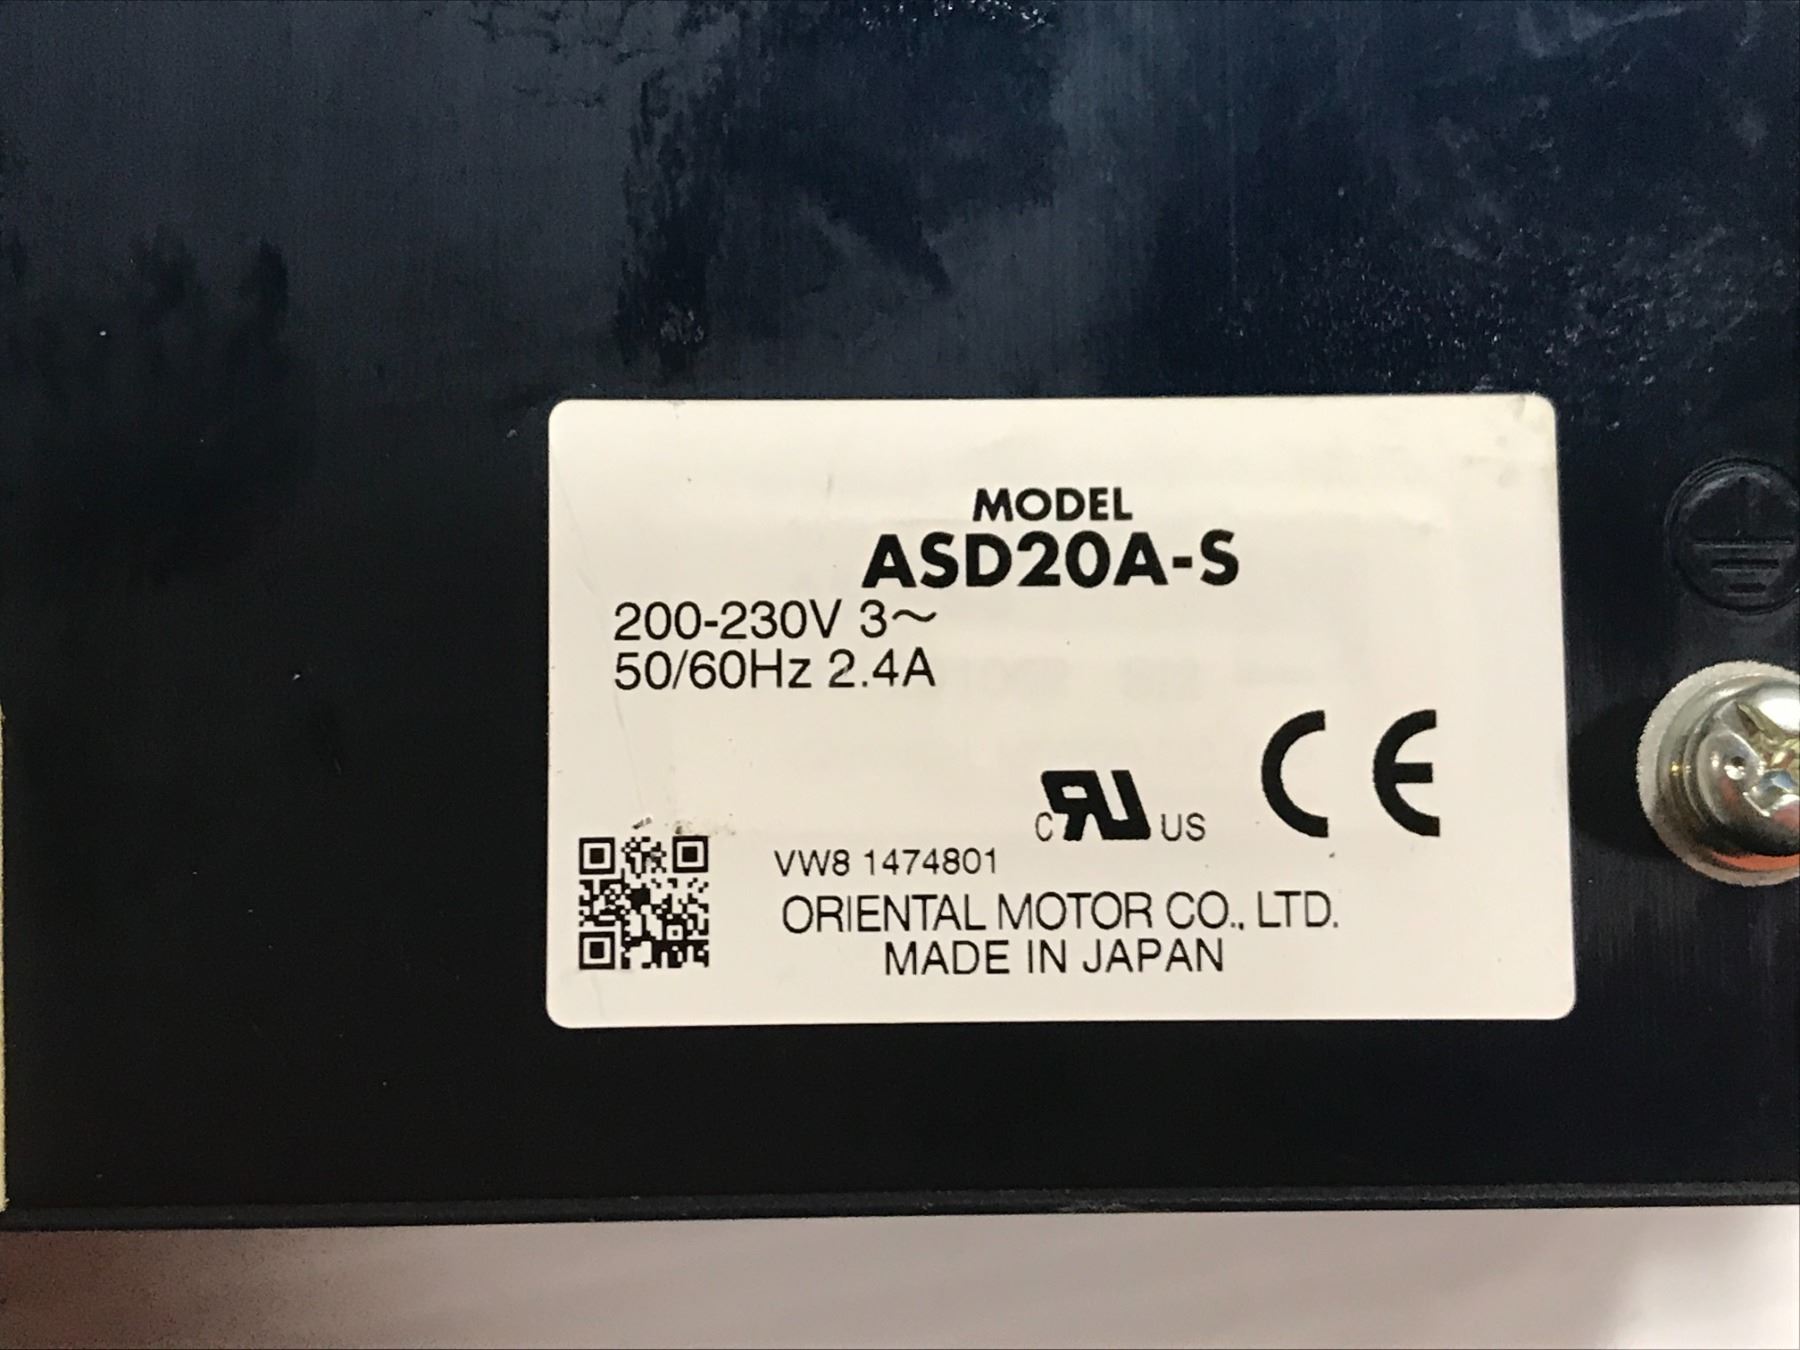 MODEL
ASD20A-S
200-230V 3~
50/60Hz 2.4A
C RU US CE
VW8 1474801
ORIENTAL MOTOR CO., LTD.
MADE IN JAPAN